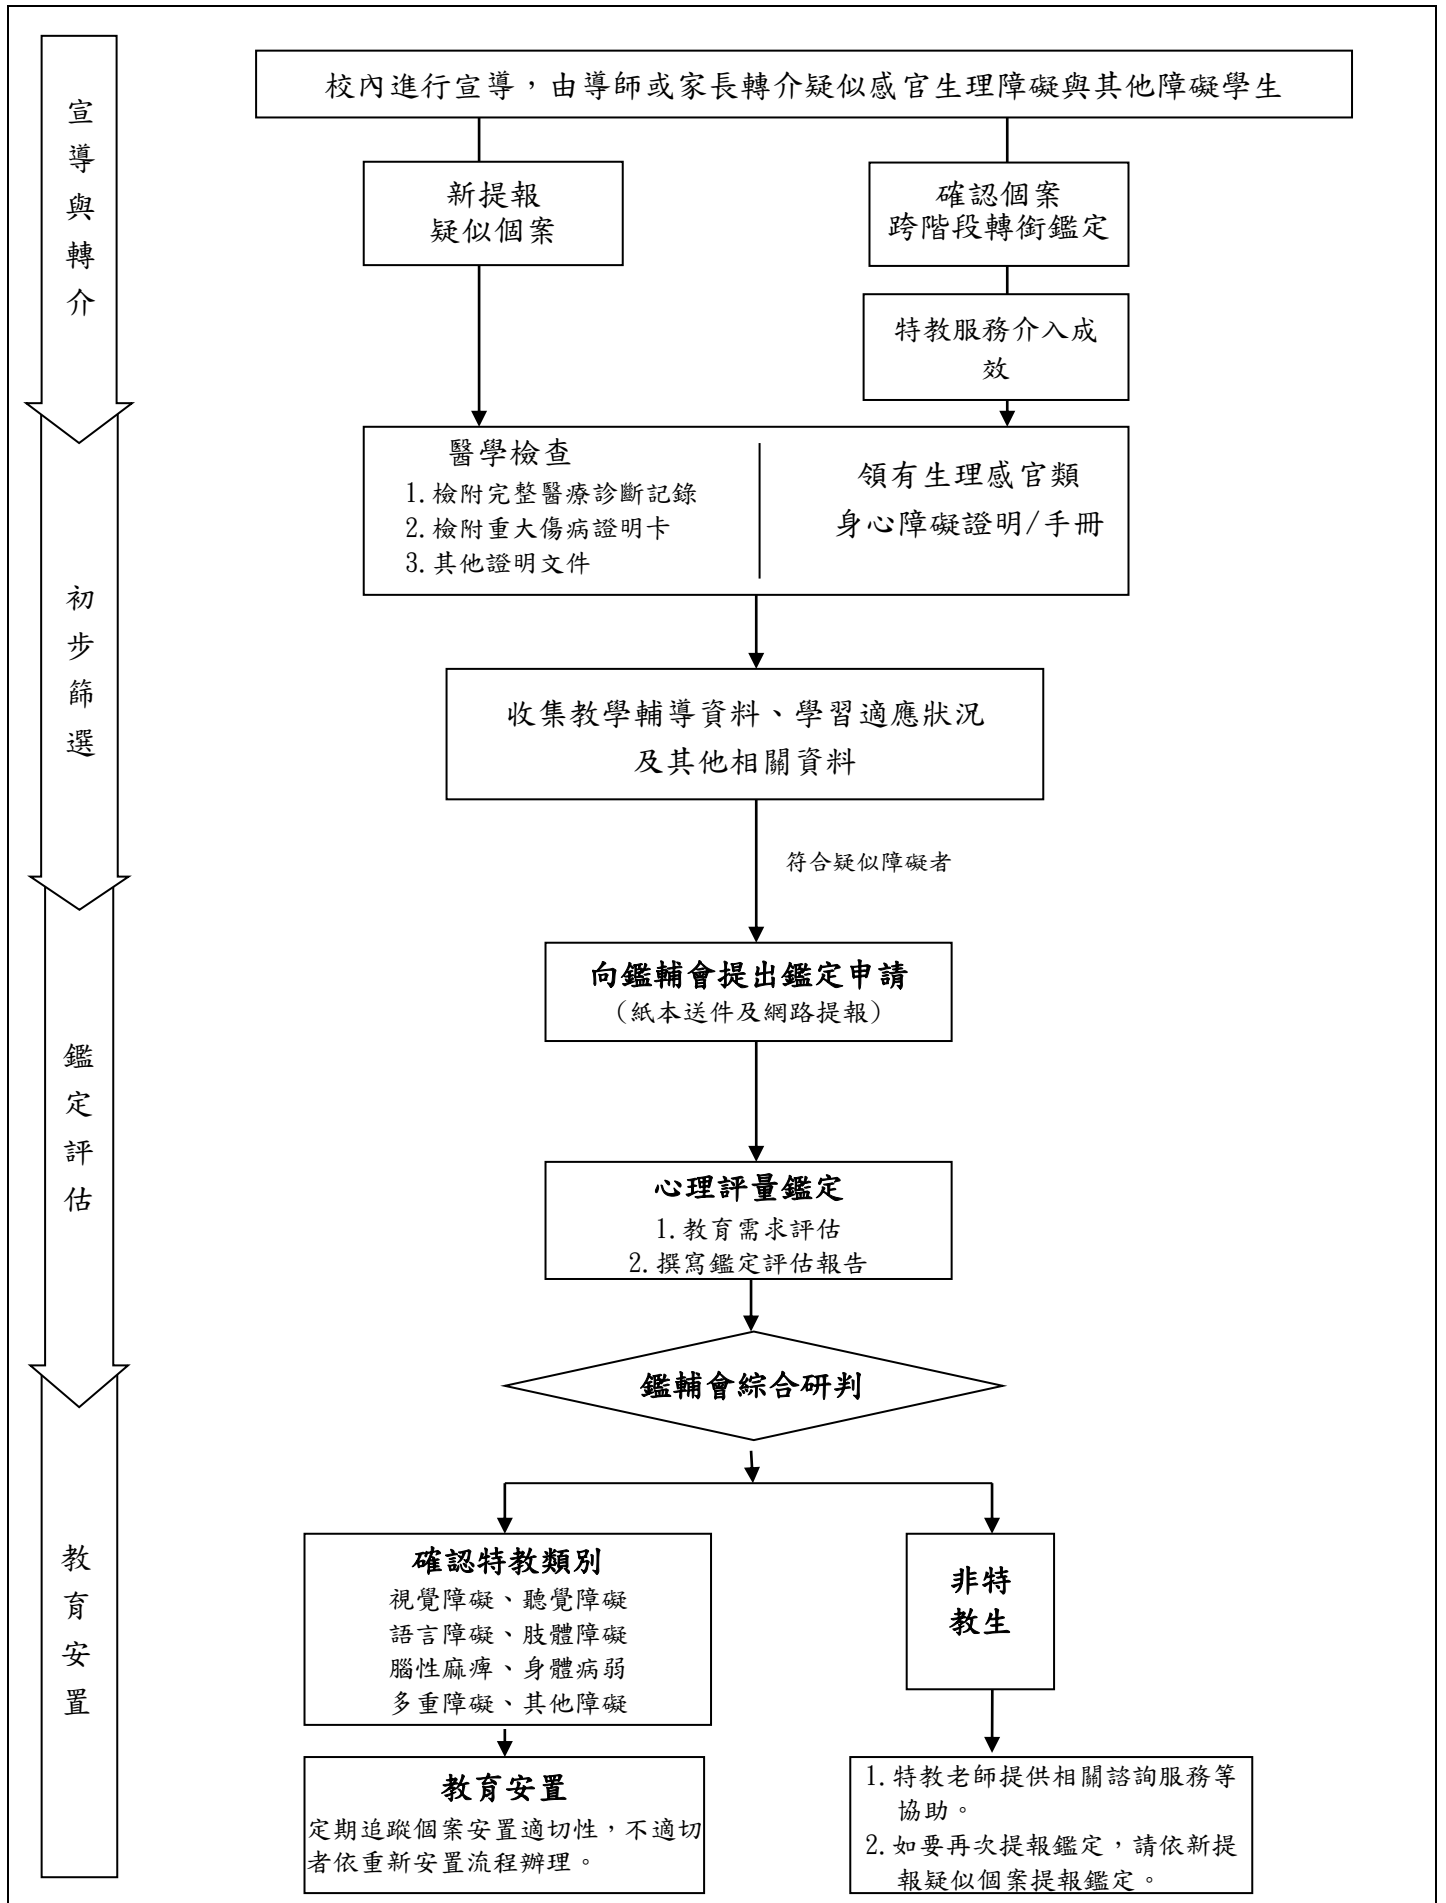 宣導與轉介
校內進行宣導，由導師或家長轉介疑似感官生理障礙與其他障礙學生
新提報
疑似個案
確認個案
跨階段轉銜鑑定
特教服務介入成
效
初步篩選
醫學檢查
1.檢附完整醫療診斷記錄
2.檢附重大傷病證明卡
3.其他證明文件
領有生理感官類
身心障礙證明/手冊
收集教學輔導資料、學習適應狀況
及其他相關資料
符合疑似障礙者
鑑定評估
向鑑輔會提出鑑定申請
（紙本送件及網路提報）
心理評量鑑定
1.教育需求評估
2.撰寫鑑定評估報告
鑑輔會綜合研判
教育安置
確認特教類別
視覺障礙、聽覺障礙
語言障礙、肢體障礙
腦性麻痺、身體病弱
多重障礙、其他障礙
非特
教生
教育安置
定期追蹤個案安置適切性，不適切
者依重新安置流程辦理。
1.特教老師提供相關諮詢服務等
協助。
2.如要再次提報鑑定，請依新提
報疑似個案提報鑑定。